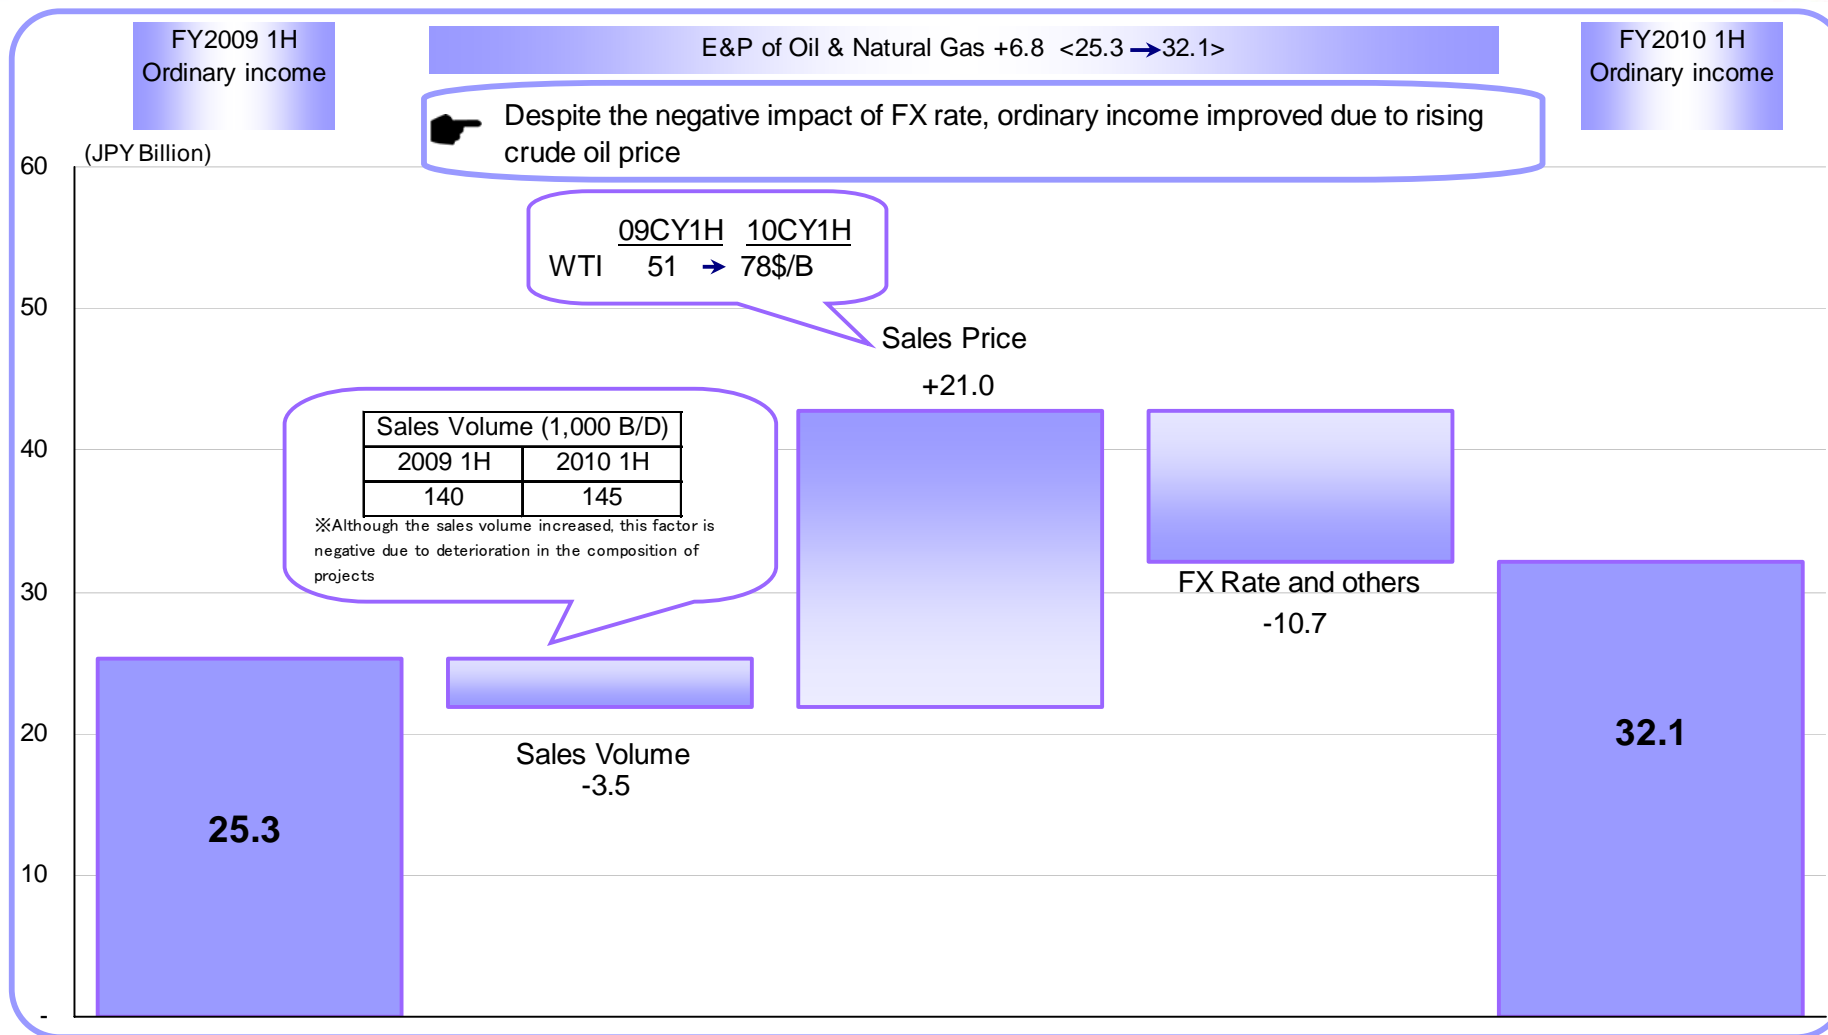 FY2009 1H
Ordinary income
E&P of Oil & Natural Gas +6.8 <25.3 →32.1>
FY2010 1H
Ordinary income
Despite the negative impact of FX rate, ordinary income improved due to rising
crude oil price
(JPY Billion)
60
50
40
30
20
10
-
09CY1H 10CY1H
WTI 51 → 78$/B
Sales Price
+21.0
Sales Volume (1,000 B/D)
2009 1H 2010 1H
140 145
※Although the sales volume increased, this factor is
negative due to deterioration in the composition of
projects
FX Rate and others
-10.7
Sales Volume
-3.5
25.3
32.1